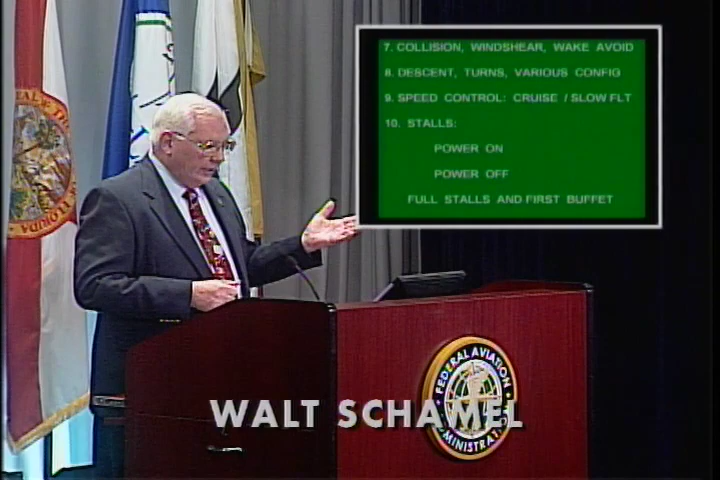 7. COLLISION, WINDSHEAR, WAKE AVOID
8. DESCENT, TURNS, VARIOUS CONFIG
9. SPEED CONTROL: CRUISE / SLOW FLT
10. STALLS:
POWER ON
POWER OFF
FULL STALLS AND FIRST BUFFET
FEDERAL AVIATION
ADMINISTRATION
WALT SCHAMEL